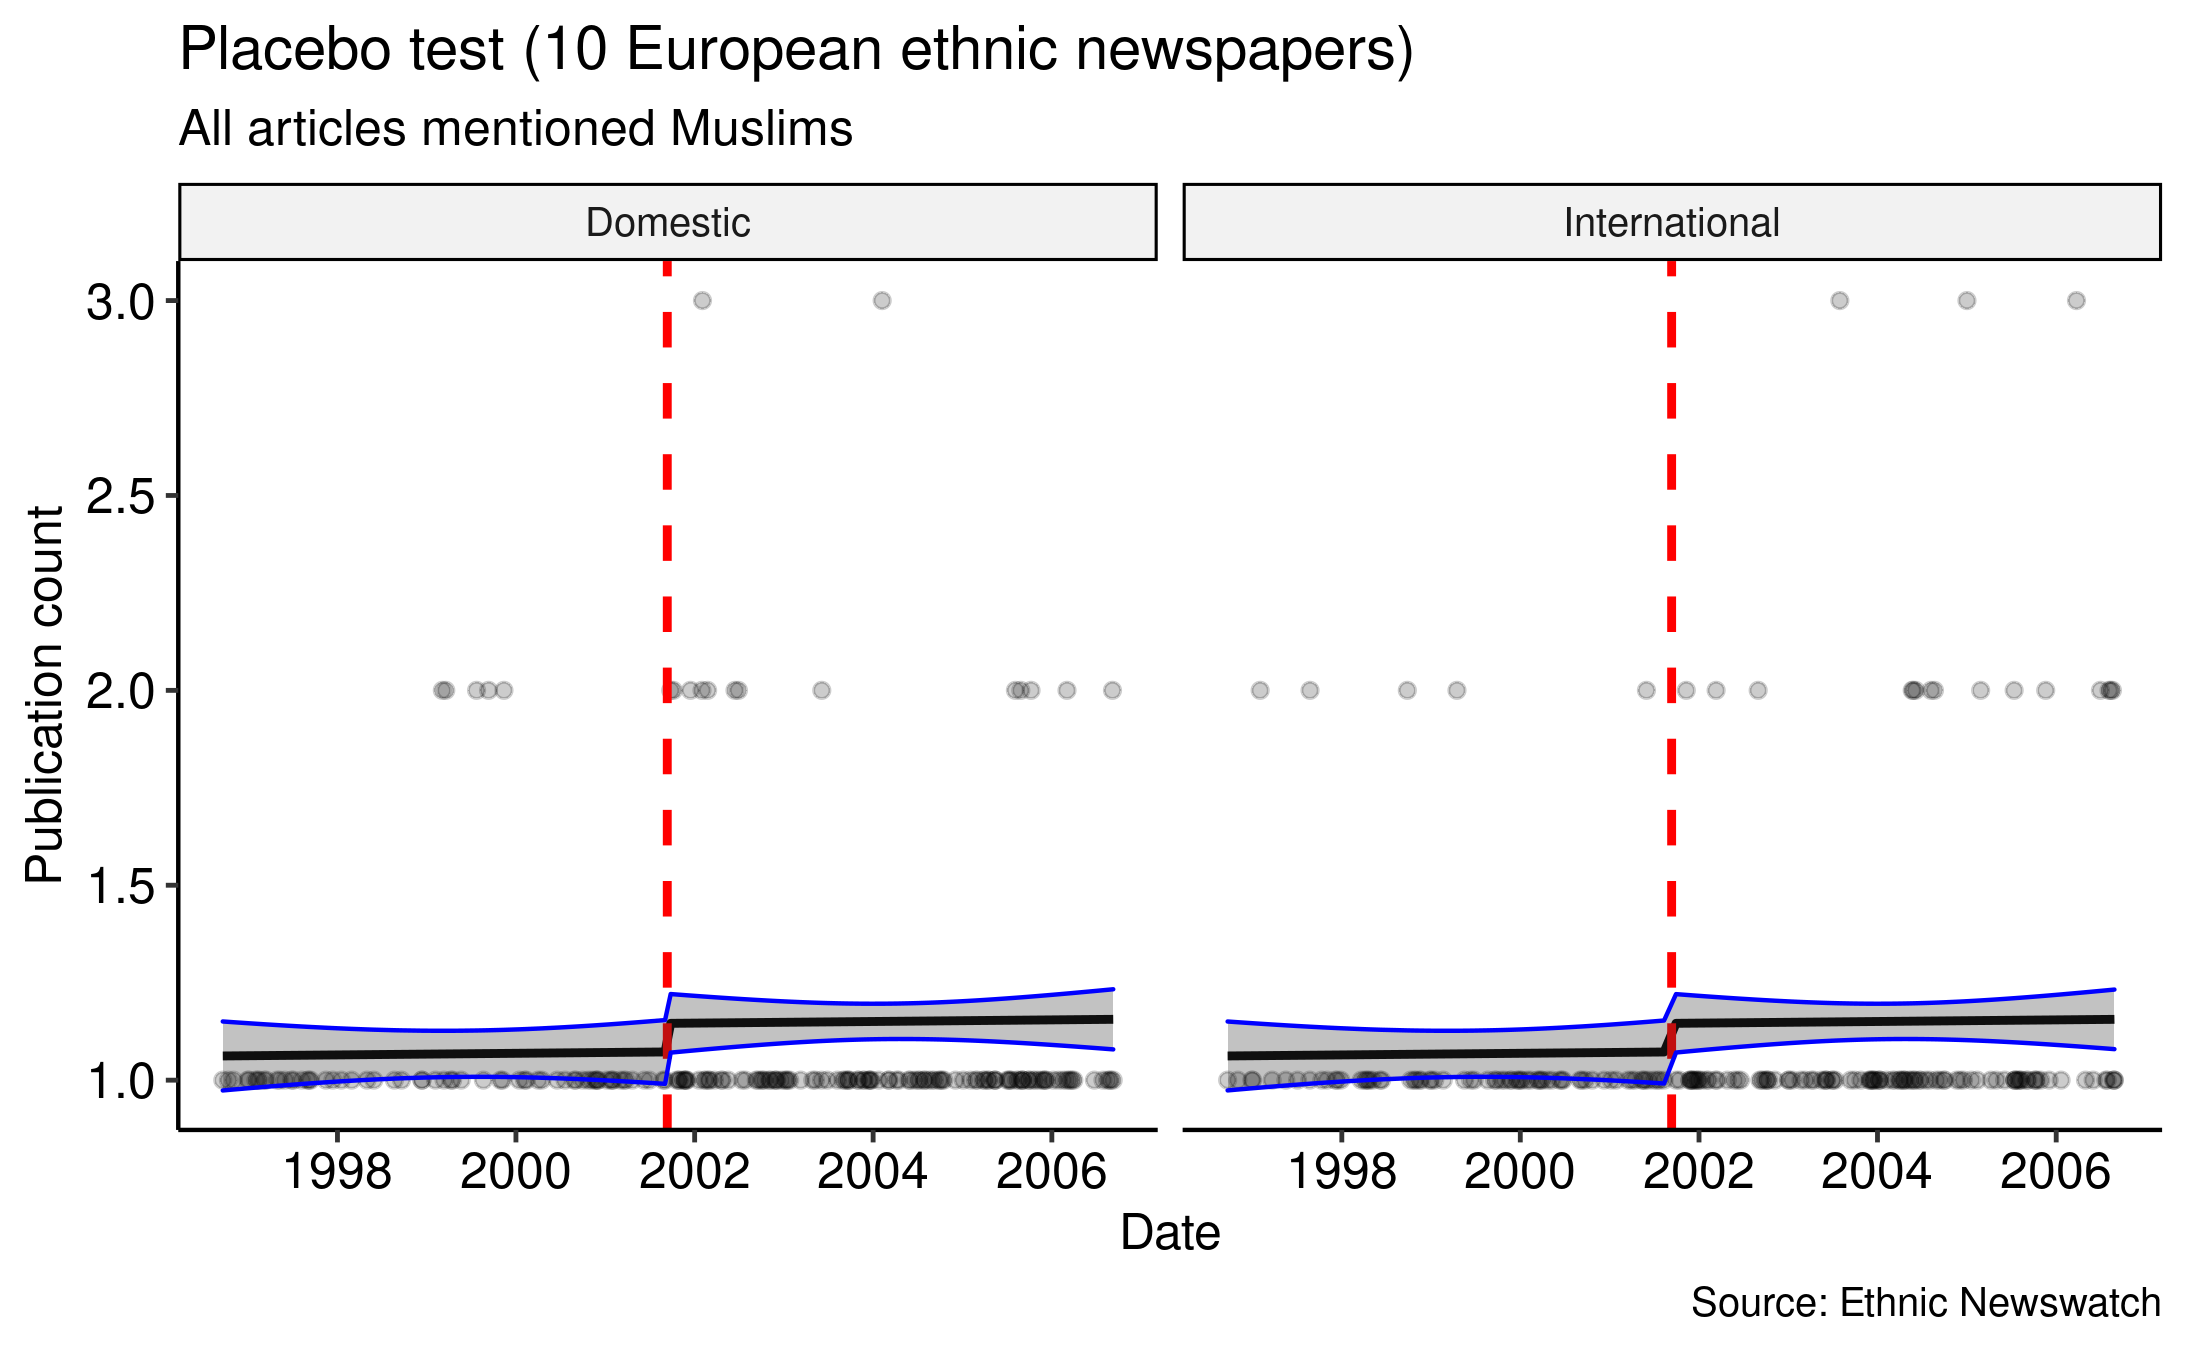 Placebo test (10 European ethnic newspapers)
All articles mentioned Muslims
Domestic
International
Publication count
3.0
2.5
2.0
1.5
1.0
1998 2000 2002 2004 2006
1998 2000 2002 2004 2006
Date
Source: Ethnic Newswatch